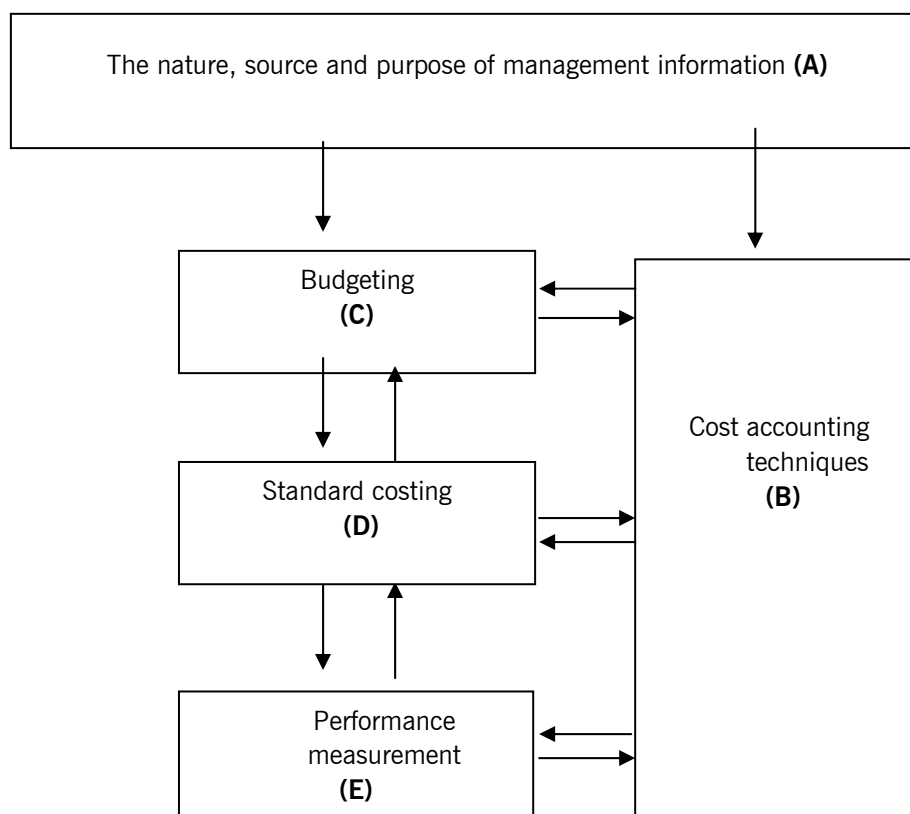 The nature, source and purpose of management information (A)
Budgeting
(C)
Cost accounting
techniques
(B)
Standard costing
(D)
Performance
measurement
(E)